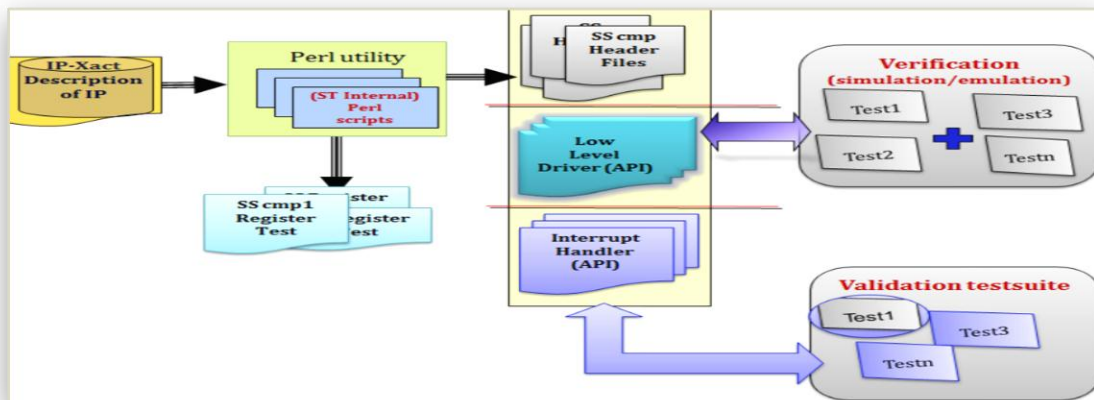 IP-Xact
Description
of IP
Perl utility
(ST Internal)
Perl
scripts
SS cmp
Header
Files
SS cmp1
Register
Test
Low
Level
Driver (API)
Interrupt
Handler
(API)
Verification
(simulation/emulation)
Test1
Test3
Test2
Testn
Validation testsuite
Test1
Test3
Testn